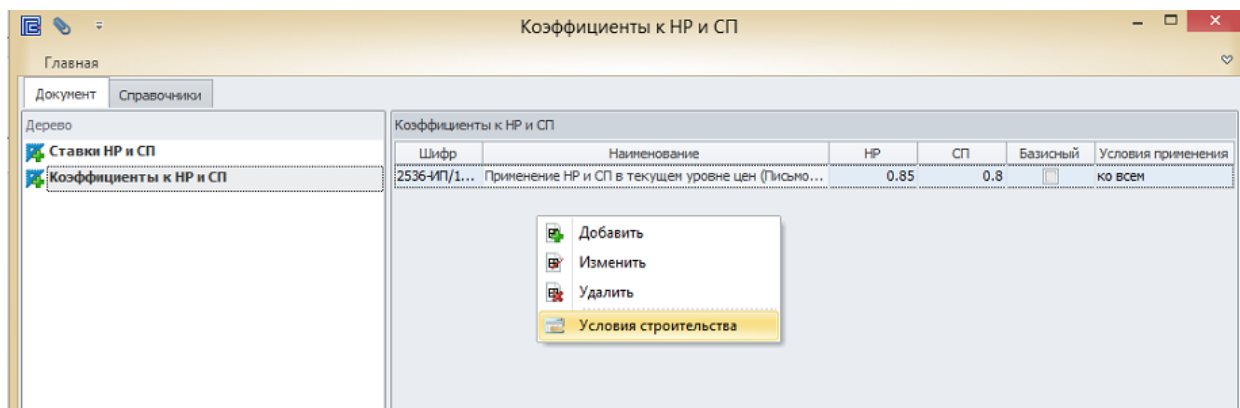 Коэффициенты к НР и СП
Главная
Документ Справочники
Дерево
Ставки НР и СП
Коэффициенты к НР и СП
Коэффициенты к НР и СП
Шифр Наименование НР СП Базисный Условия применения
2536-ИП/1... Применение НР и СП в текущем уровне цен (Письмо... 0.85 0.8 ко всем
Добавить
Изменить
Удалить
Условия строительства